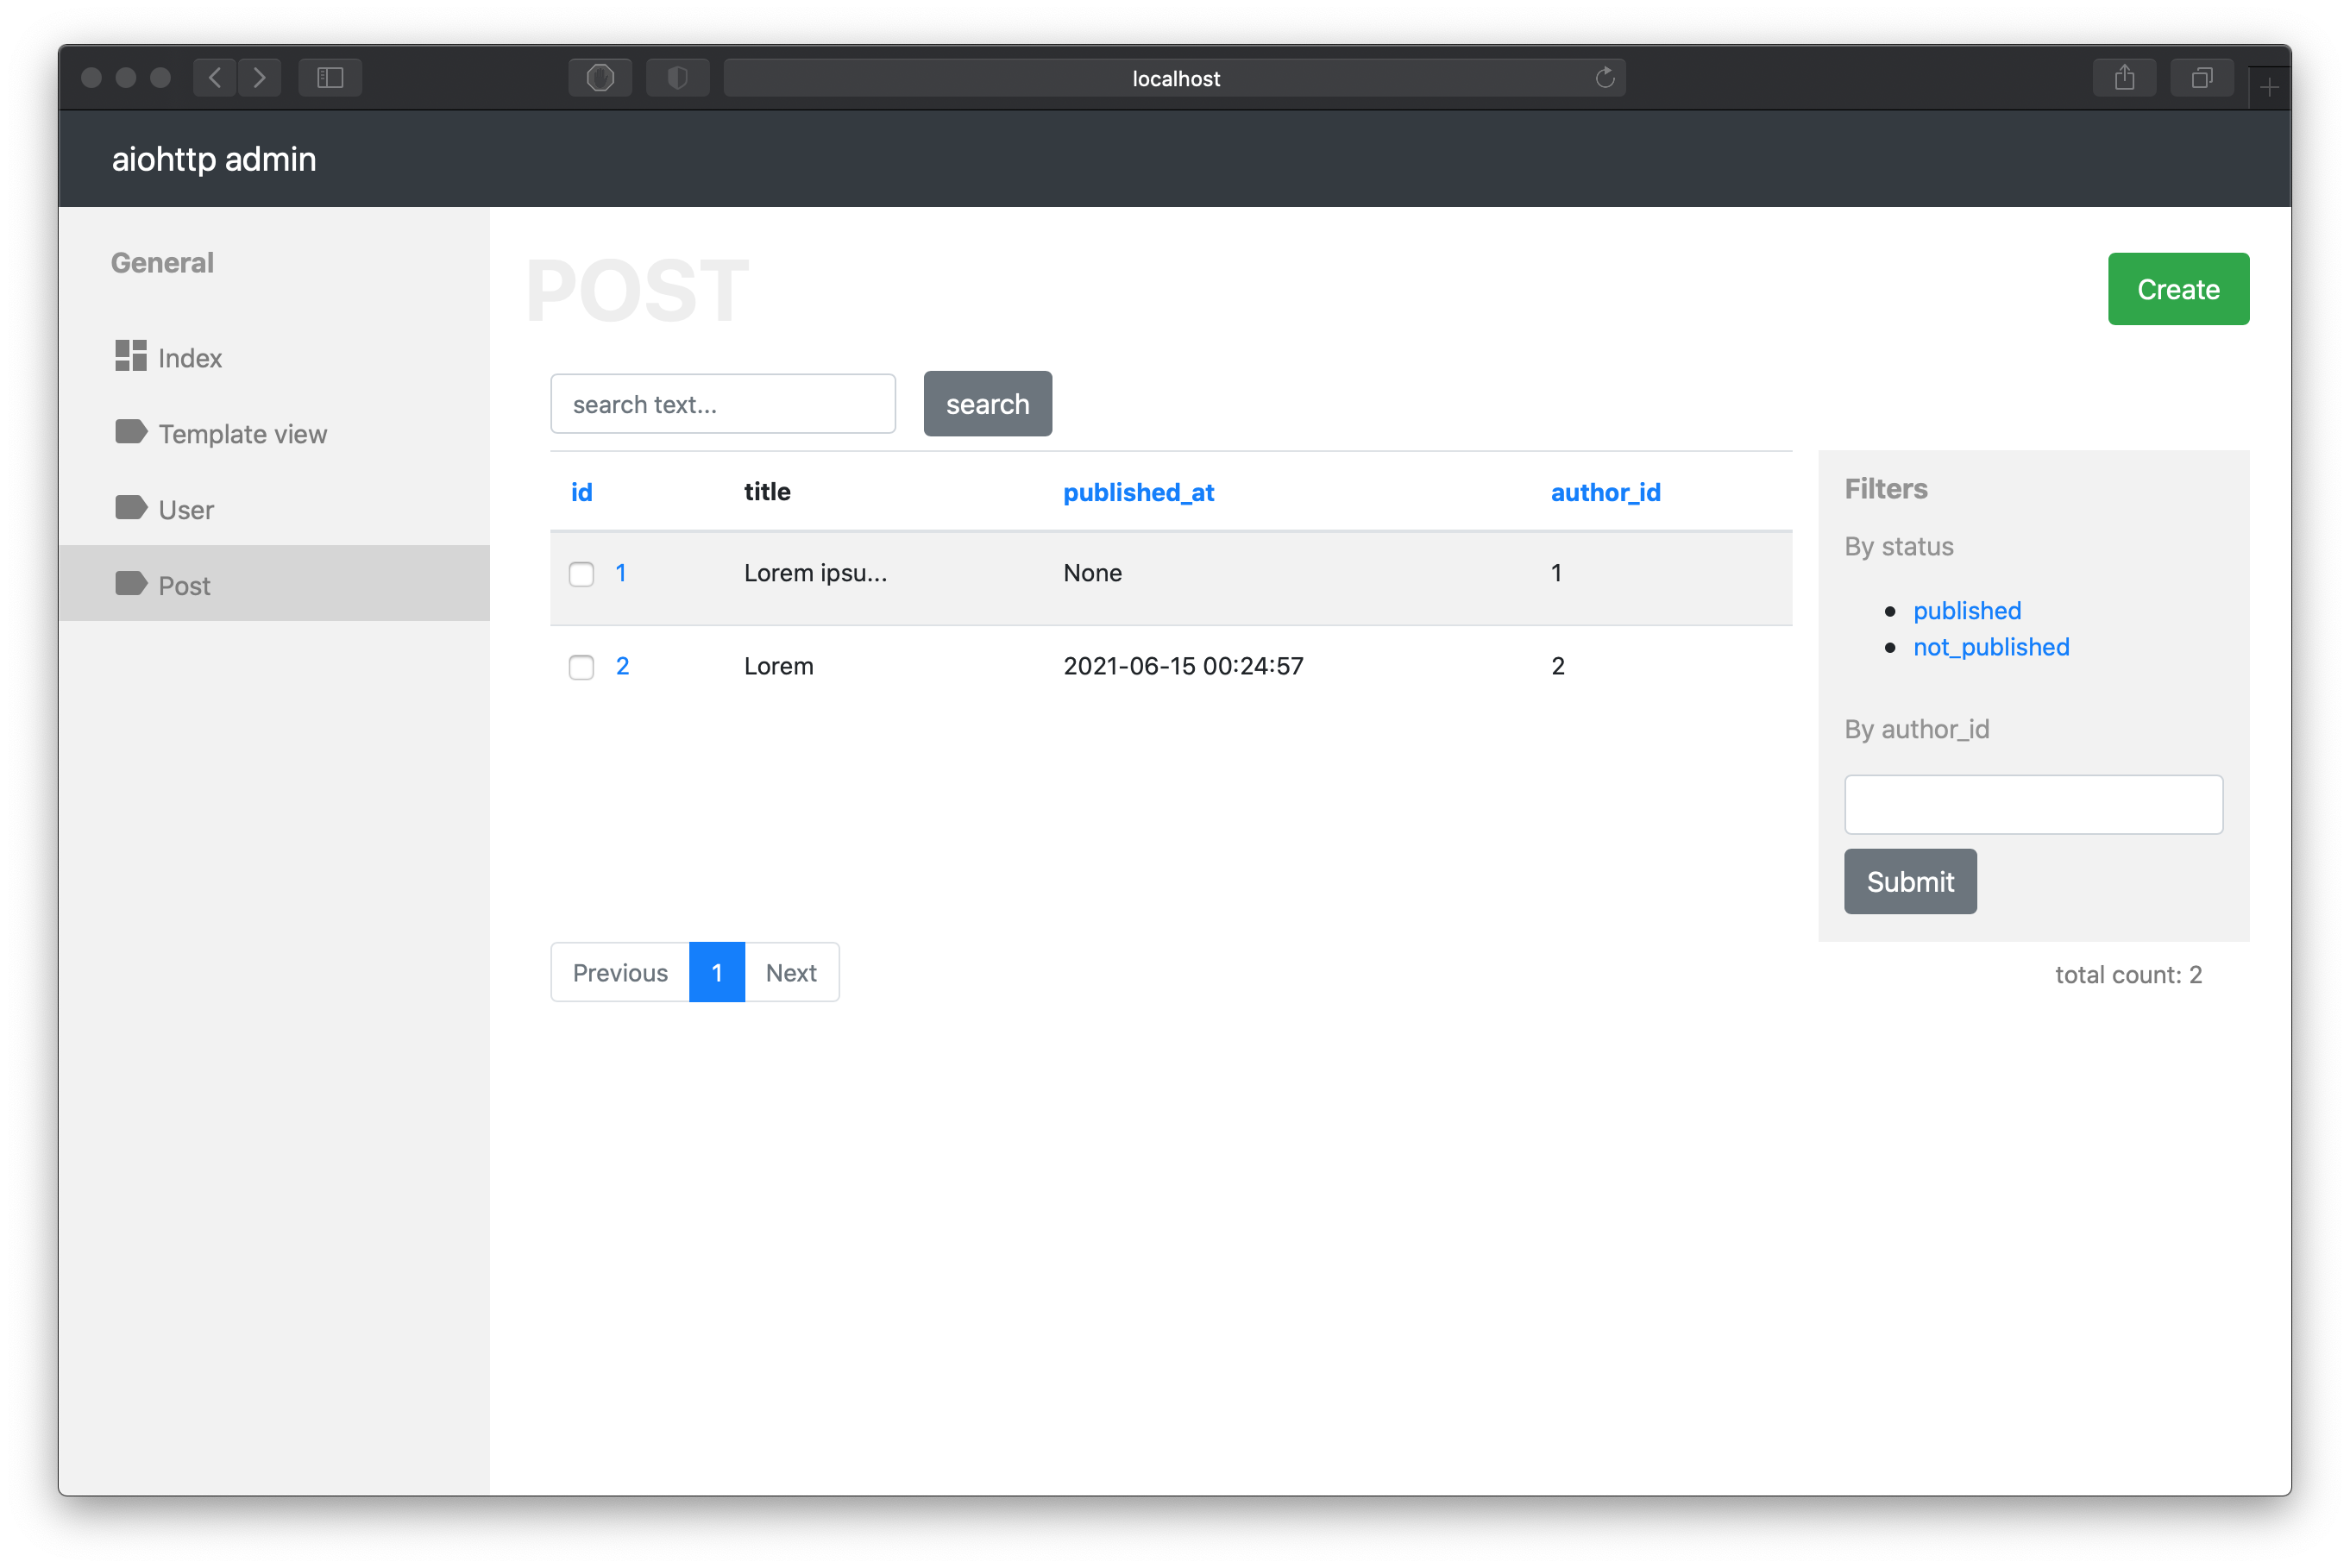 localhost
aiohttp admin
General
Index
Template view
User
Post
POST
Create
search text...
search
id title published_at author_id
1 Lorem ipsu... None 1
2 Lorem 2021-06-15 00:24:57 2
Filters
By status
published
not_published
By author_id
Submit
Previous 1 Next
total count: 2